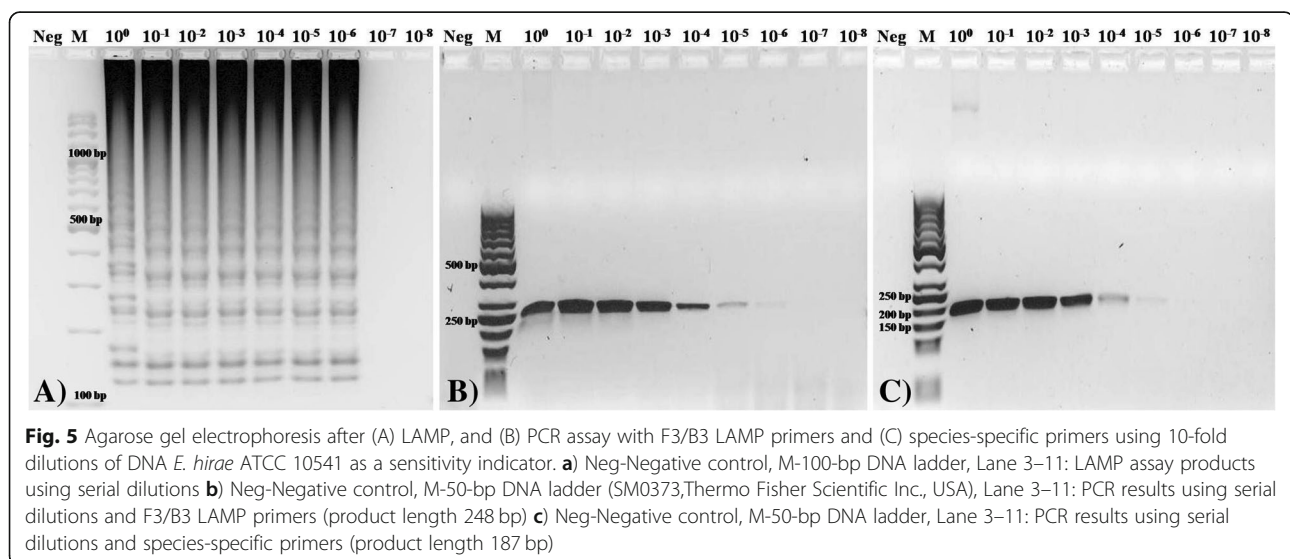 Neg M 10⁰ 10⁻¹ 10⁻² 10⁻³ 10⁻⁴ 10⁻⁵ 10⁻⁶ 10⁻⁷ 10⁻⁸
1000 bp
500 bp
100 bp
A)
Neg M 10⁰ 10⁻¹ 10⁻² 10⁻³ 10⁻⁴ 10⁻⁵ 10⁻⁶ 10⁻⁷ 10⁻⁸
500 bp
250 bp
B)
Neg M 10⁰ 10⁻¹ 10⁻² 10⁻³ 10⁻⁴ 10⁻⁵ 10⁻⁶ 10⁻⁷ 10⁻⁸
250 bp
200 bp
150 bp
C)
Fig. 5 Agarose gel electrophoresis after (A) LAMP, and (B) PCR assay with F3/B3 LAMP primers and (C) species-specific primers using 10-fold
dilutions of DNA E. hirae ATCC 10541 as a sensitivity indicator. a) Neg-Negative control, M-100-bp DNA ladder, Lane 3–11: LAMP assay products
using serial dilutions b) Neg-Negative control, M-50-bp DNA ladder (SM0373,Thermo Fisher Scientific Inc., USA), Lane 3–11: PCR results using serial
dilutions and F3/B3 LAMP primers (product length 248 bp) c) Neg-Negative control, M-50-bp DNA ladder, Lane 3–11: PCR results using serial
dilutions and species-specific primers (product length 187 bp)